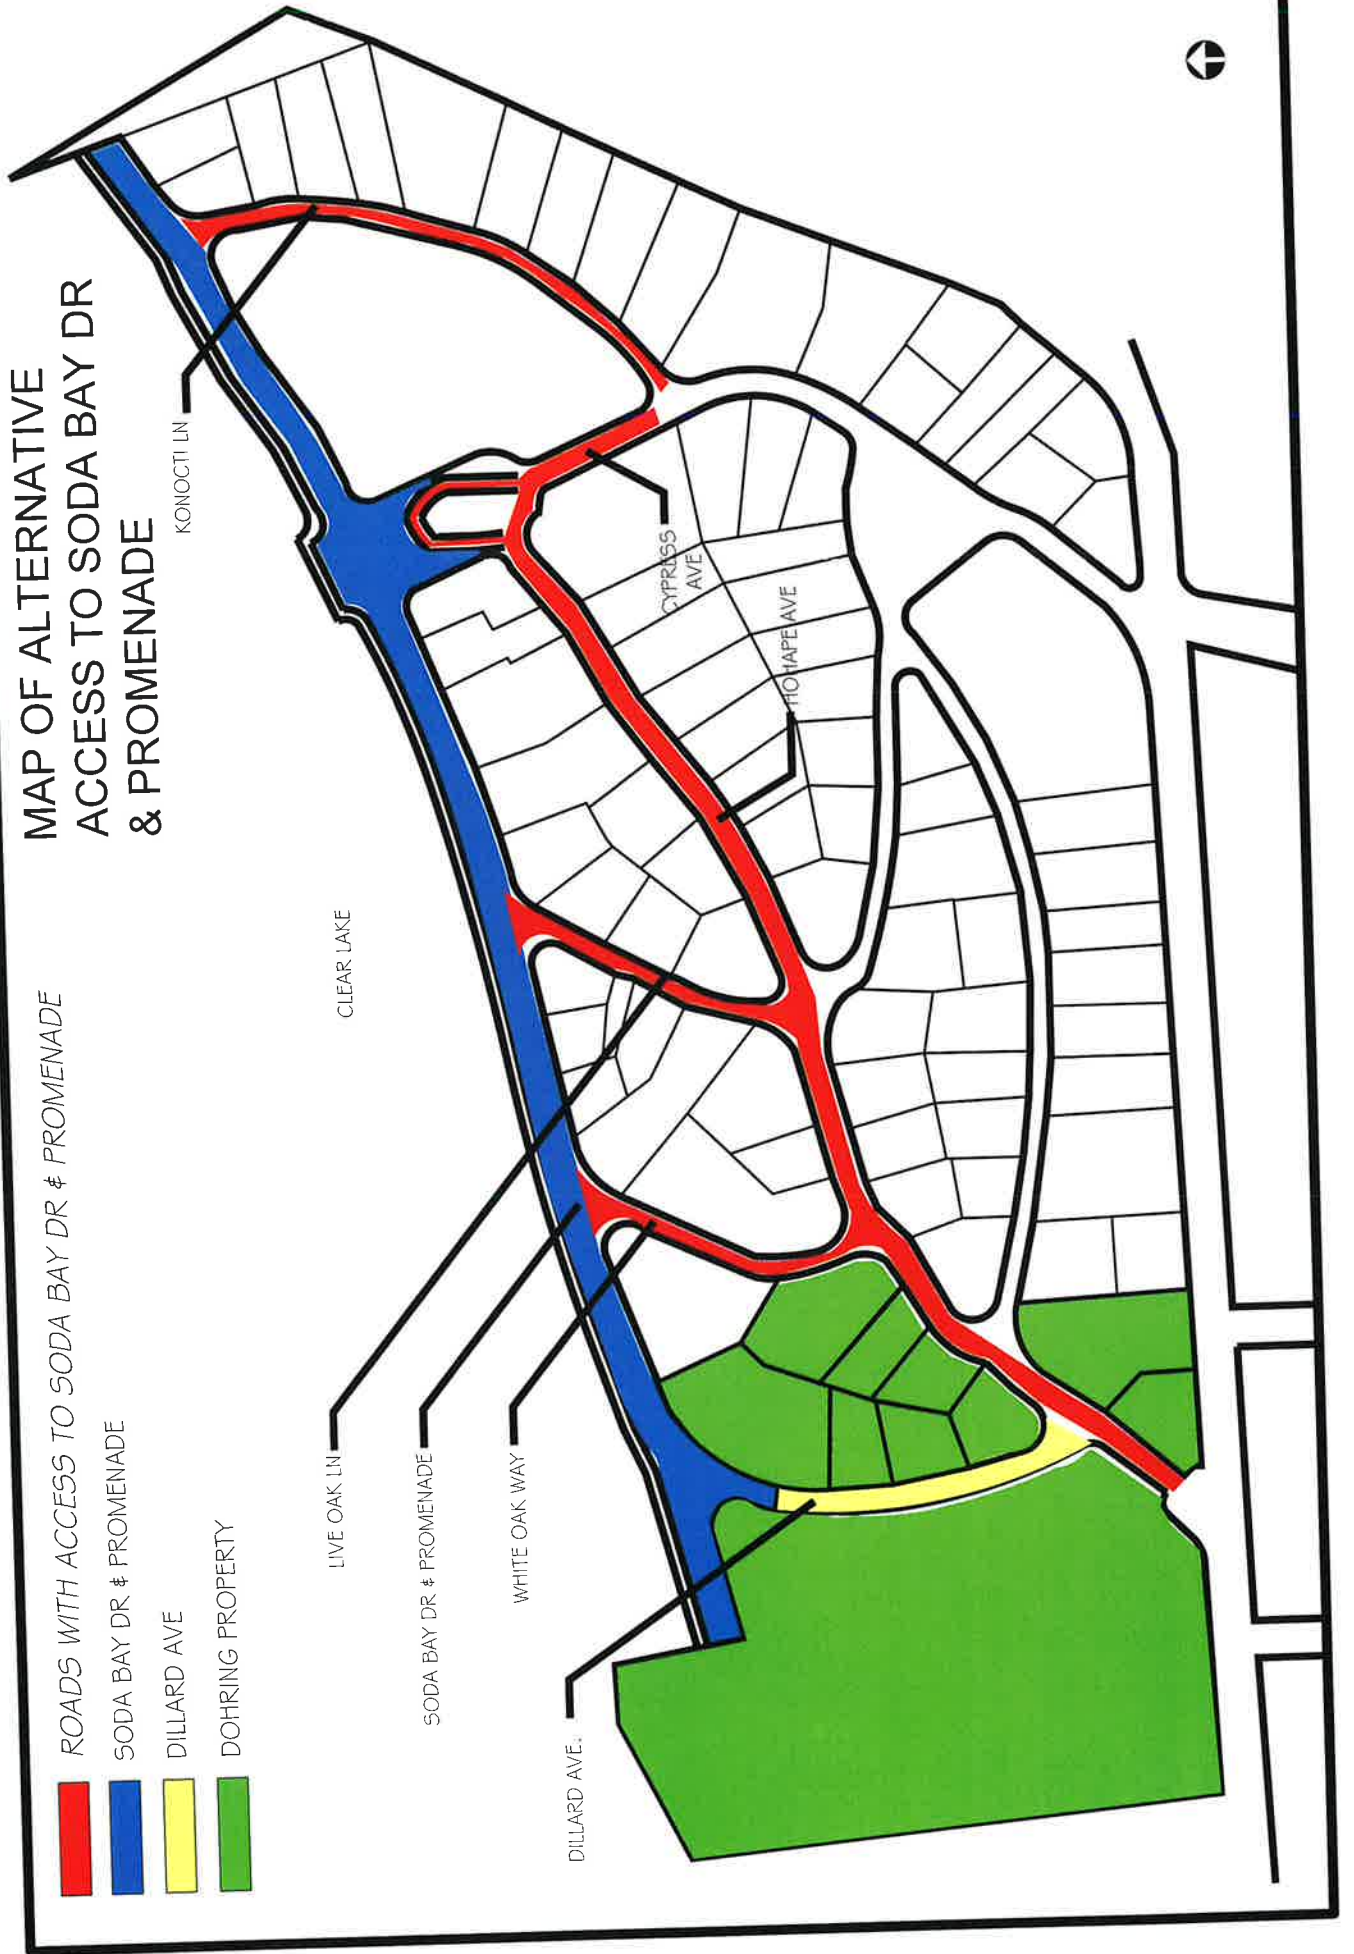 MAP OF ALTERNATIVE
ACCESS TO SODA BAY DR
& PROMENADE
ROADS WITH ACCESS TO SODA BAY DR & PROMENADE
SODA BAY DR & PROMENADE
DILLARD AVE
DOHRING PROPERTY
CLEAR LAKE
KONOCTI LN
LIVE OAK LN
SODA BAY DR & PROMENADE
WHITE OAK WAY
DILLARD AVE.
CYPRESS
AVE
HOHAPE AVE